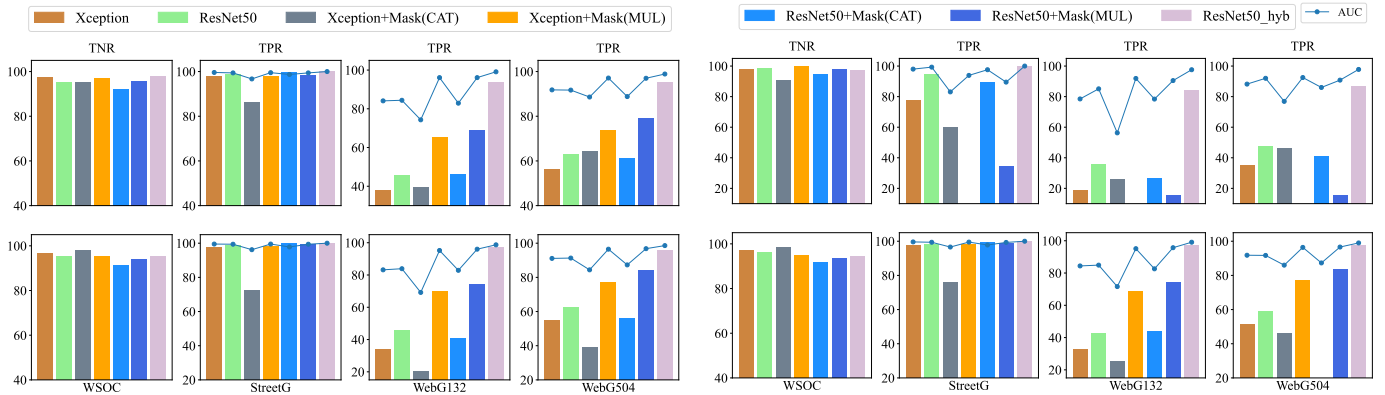 Xception ResNet50 Xception+Mask(CAT) Xception+Mask(MUL) ResNet50+Mask(CAT) ResNet50+Mask(MUL) ResNet50_hyb AUC
TNR TPR TPR TPR TNR TPR TPR TPR
100 100 100 100 100 100 100 100
80 80 80 80 80 80 80 80
60 60 60 60 60 60 60 60
40 40 40 40 40 40 40 40
20 20 20 20
100 100 100 100 100 100 100 100
80 80 80 80 80 80 80 80
60 60 60 60 60 60 60 60
40 40 40 40 40 40 40 40
20 20 20 20
WSOC StreetG WebG132 WebG504 WSOC StreetG WebG132 WebG504